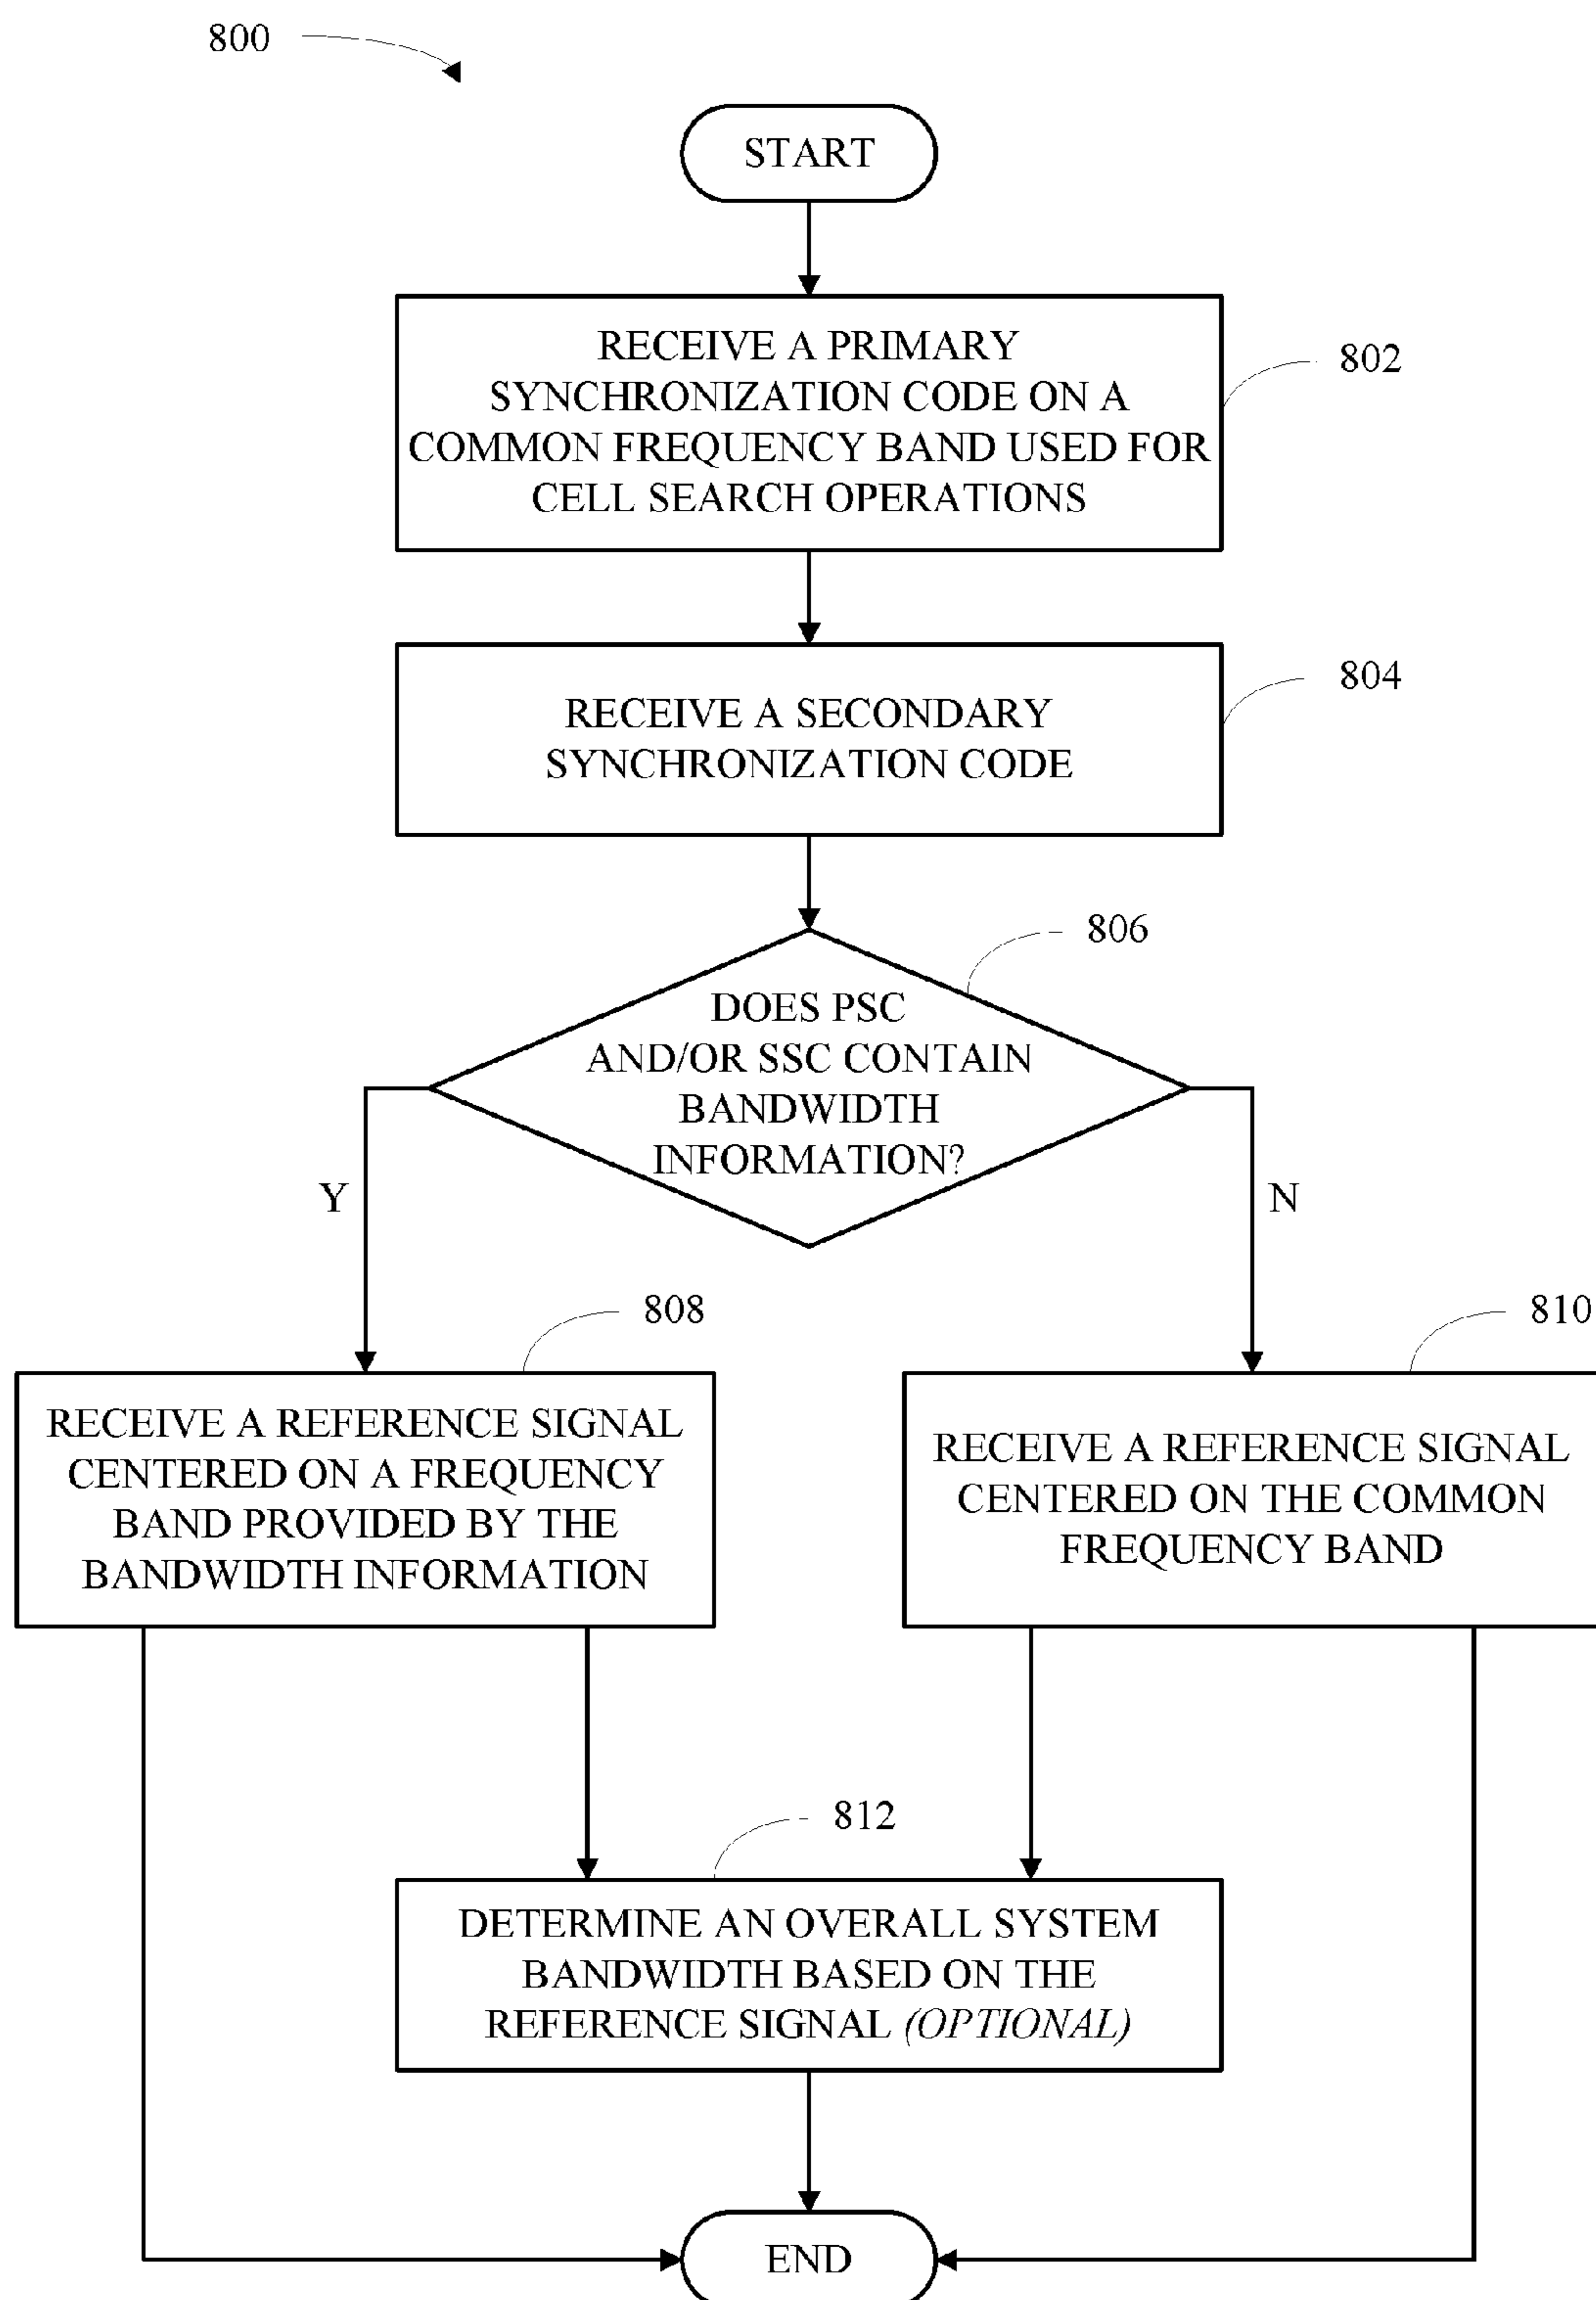 800
START
RECEIVE A PRIMARY
SYNCHRONIZATION CODE ON A
COMMON FREQUENCY BAND USED FOR
CELL SEARCH OPERATIONS
802
RECEIVE A SECONDARY
SYNCHRONIZATION CODE
804
806
DOES PSC
AND/OR SSC CONTAIN
BANDWIDTH
INFORMATION?
Y
N
808
RECEIVE A REFERENCE SIGNAL
CENTERED ON A FREQUENCY
BAND PROVIDED BY THE
BANDWIDTH INFORMATION
810
RECEIVE A REFERENCE SIGNAL
CENTERED ON THE COMMON
FREQUENCY BAND
812
DETERMINE AN OVERALL SYSTEM
BANDWIDTH BASED ON THE
REFERENCE SIGNAL (OPTIONAL)
END